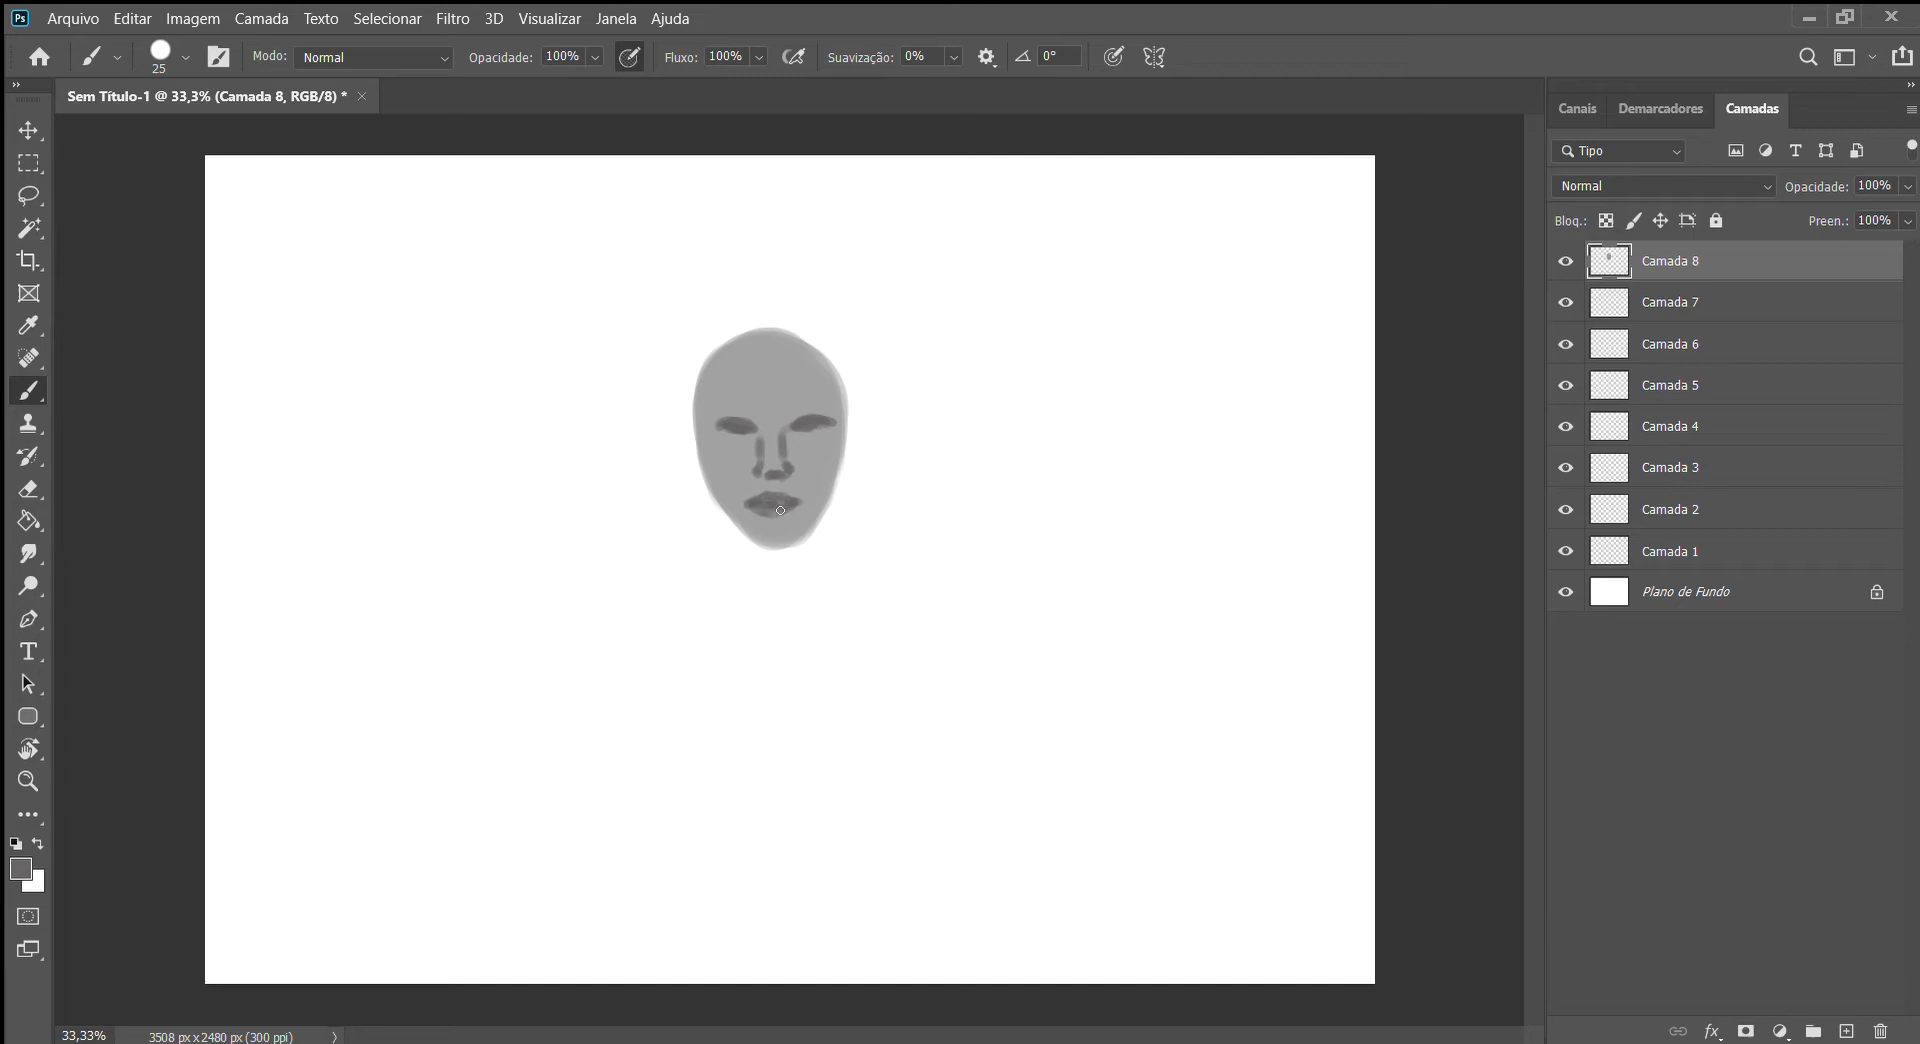 Ps Arquivo Editar Imagem Camada Texto Selecionar Filtro 3D Visualizar Janela Ajuda
25 Modo: Normal Opacidade: 100% Fluxo: 100% Suavização: 0% 0°
Sem Título-1 @ 33,3% (Camada 8, RGB/8) *
Canais Demarcadores Camadas
Tipo
Normal Opacidade: 100%
Bloq.: Preen.: 100%
Camada 8
Camada 7
Camada 6
Camada 5
Camada 4
Camada 3
Camada 2
Camada 1
Plano de Fundo
33,33% 3508 px x 2480 px (300 ppi)
fx